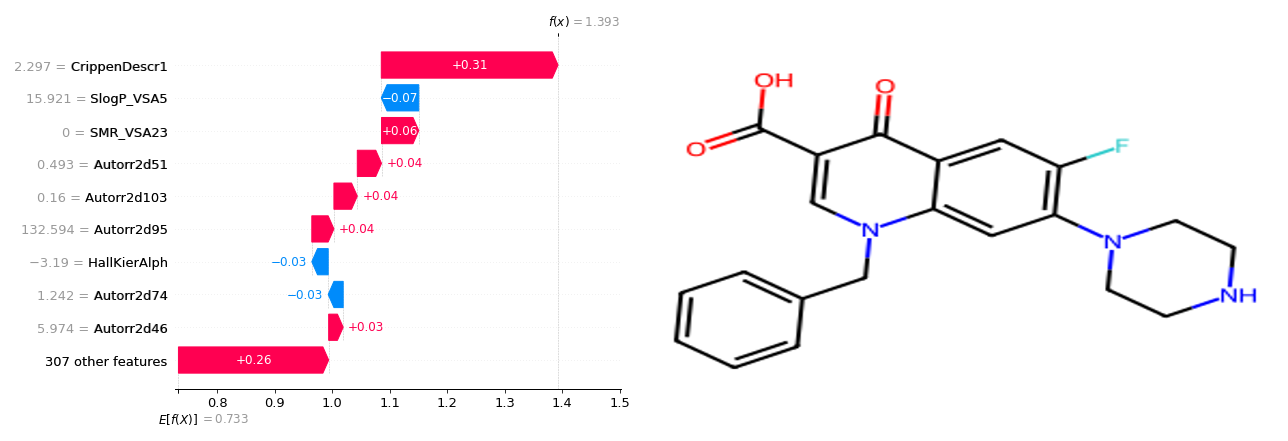 f(x) = 1.393
2.297 = CrippenDescr1
+0.31
15.921 = SlogP_VSA5
−0.07
0 = SMR_VSA23
+0.06
0.493 = Autorr2d51
+0.04
0.16 = Autorr2d103
+0.04
132.594 = Autorr2d95
+0.04
−3.19 = HallKierAlph
−0.03
1.242 = Autorr2d74
−0.03
5.974 = Autorr2d46
+0.03
307 other features
+0.26
0.8 0.9 1.0 1.1 1.2 1.3 1.4 1.5
E[f(X)] = 0.733
OH
O
O
F
N
N
NH